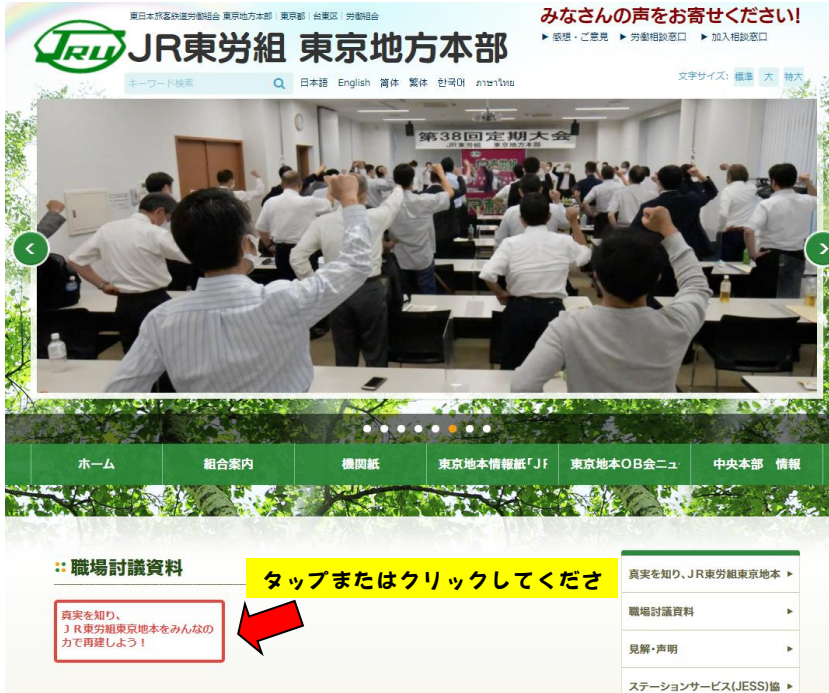 東日本旅客鉄道労働組合 東京地方本部｜東京都｜台東区｜労働組合
JRU
JR東労組 東京地方本部
みなさんの声をお寄せください!
▶ 感想・ご意見 ▶ 労働相談窓口 ▶ 加入相談窓口
キーワード検索
日本語 English 简体 繁体 한국어 ภาษาไทย
文字サイズ: 標準 大 特大
第38回定期大会
JR東労組 東京地方本部
ホーム 組合案内 機関紙 東京地本情報紙「JF 東京地本OB会ニュ 中央本部 情報
職場討議資料
タップまたはクリックしてくださ
真実を知り、
JR東労組東京地本をみんなの
力で再建しよう！
真実を知り、JR東労組東京地本
職場討議資料
見解・声明
ステーションサービス(JESS)協